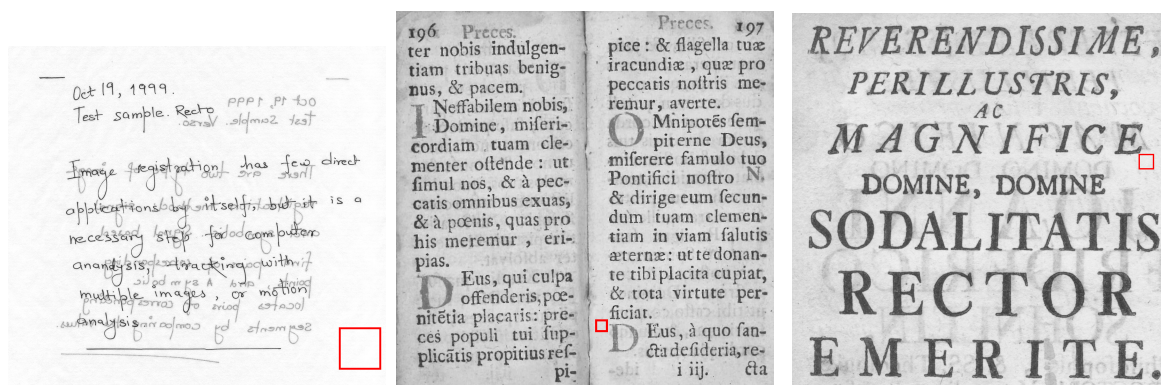 Oct 19, 1999.
Test sample. Recto
Image registration has few direct
applications by itself, but it is a
necessary step for computer
ananalysis, tracking with
multiple images, or motion
analysis
196 Preces.
ter nobis indulgen-
tiam tribuas benig-
nus, & pacem.
INeffabilem nobis,
Domine, miſeri-
cordiam tuam cle-
menter oſtende: ut
ſimul nos, & à pec-
catis omnibus exuas,
& à pœnis, quas pro
his meremur, eri-
pias.
DEus, qui culpa
offenderis, pœ-
nitẽtia placaris: pre-
ces populi tui ſup-
plicãtis propitius reſ-
pi-
Preces. 197
pice: & flagella tuæ
iracundiæ, quæ pro
peccatis noſtris me-
remur, averte.
OMnipotẽs ſem-
piterne Deus,
miſerere famulo tuo
Pontifici noſtro N.
& dirige eum ſecun-
dum tuam clemen-
tiam in viam ſalutis
æternæ: ut te donan-
te tibi placita cupiat,
& tota virtute per-
ficiat.
DEus, à quo ſan-
cta deſideria, re-
i iij. cta
REVERENDISSIME,
PERILLUSTRIS,
AC
MAGNIFICE
DOMINE, DOMINE
SODALITATIS
RECTOR
EMERITE.